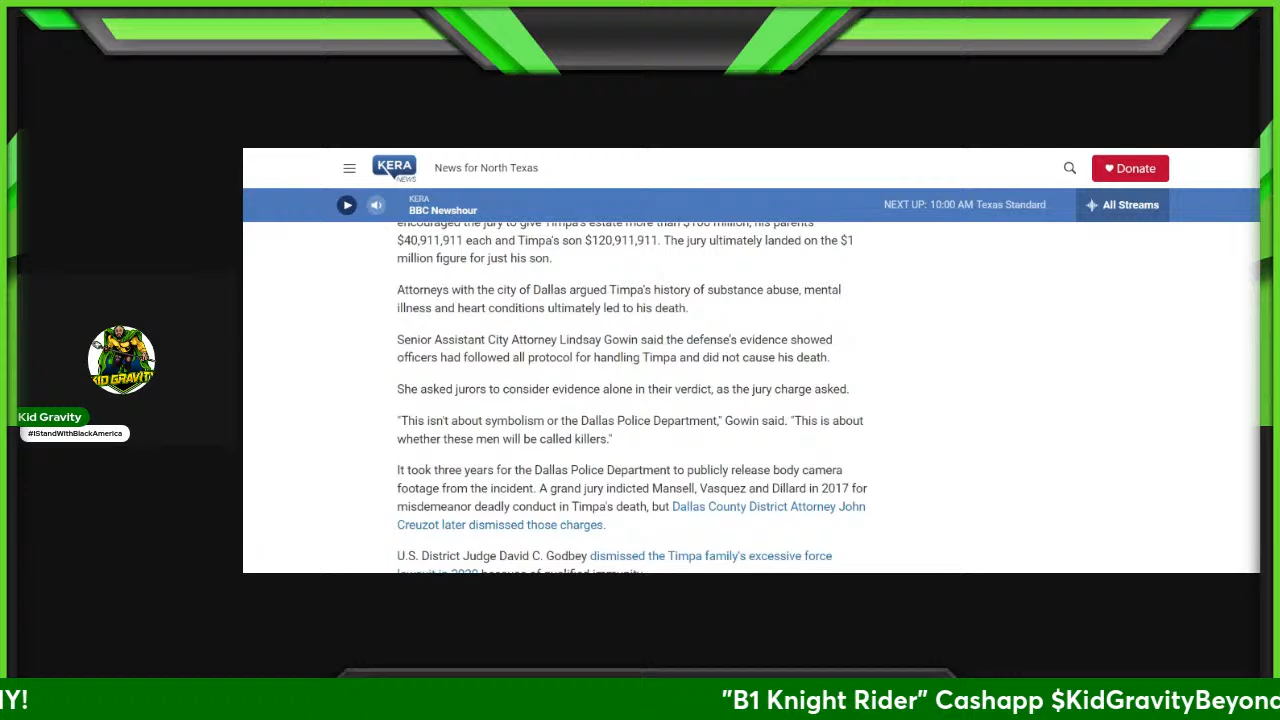 KERA
NEWS
News for North Texas
Donate
KERA
BBC Newshour
NEXT UP: 10:00 AM Texas Standard
All Streams
encouraged the jury to give Timpa's estate more than $100 million, his parents
$40,911,911 each and Timpa's son $120,911,911. The jury ultimately landed on the $1
million figure for just his son.
Attorneys with the city of Dallas argued Timpa's history of substance abuse, mental
illness and heart conditions ultimately led to his death.
Senior Assistant City Attorney Lindsay Gowin said the defense's evidence showed
officers had followed all protocol for handling Timpa and did not cause his death.
She asked jurors to consider evidence alone in their verdict, as the jury charge asked.
"This isn't about symbolism or the Dallas Police Department," Gowin said. "This is about
whether these men will be called killers."
It took three years for the Dallas Police Department to publicly release body camera
footage from the incident. A grand jury indicted Mansell, Vasquez and Dillard in 2017 for
misdemeanor deadly conduct in Timpa's death, but Dallas County District Attorney John
Creuzot later dismissed those charges.
U.S. District Judge David C. Godbey dismissed the Timpa family's excessive force
lawsuit in 2020 because of qualified immunity.
KID GRAVITY
Kid Gravity
#IStandWithBlackAmerica
IY!
"B1 Knight Rider" Cashapp $KidGravityBeyond